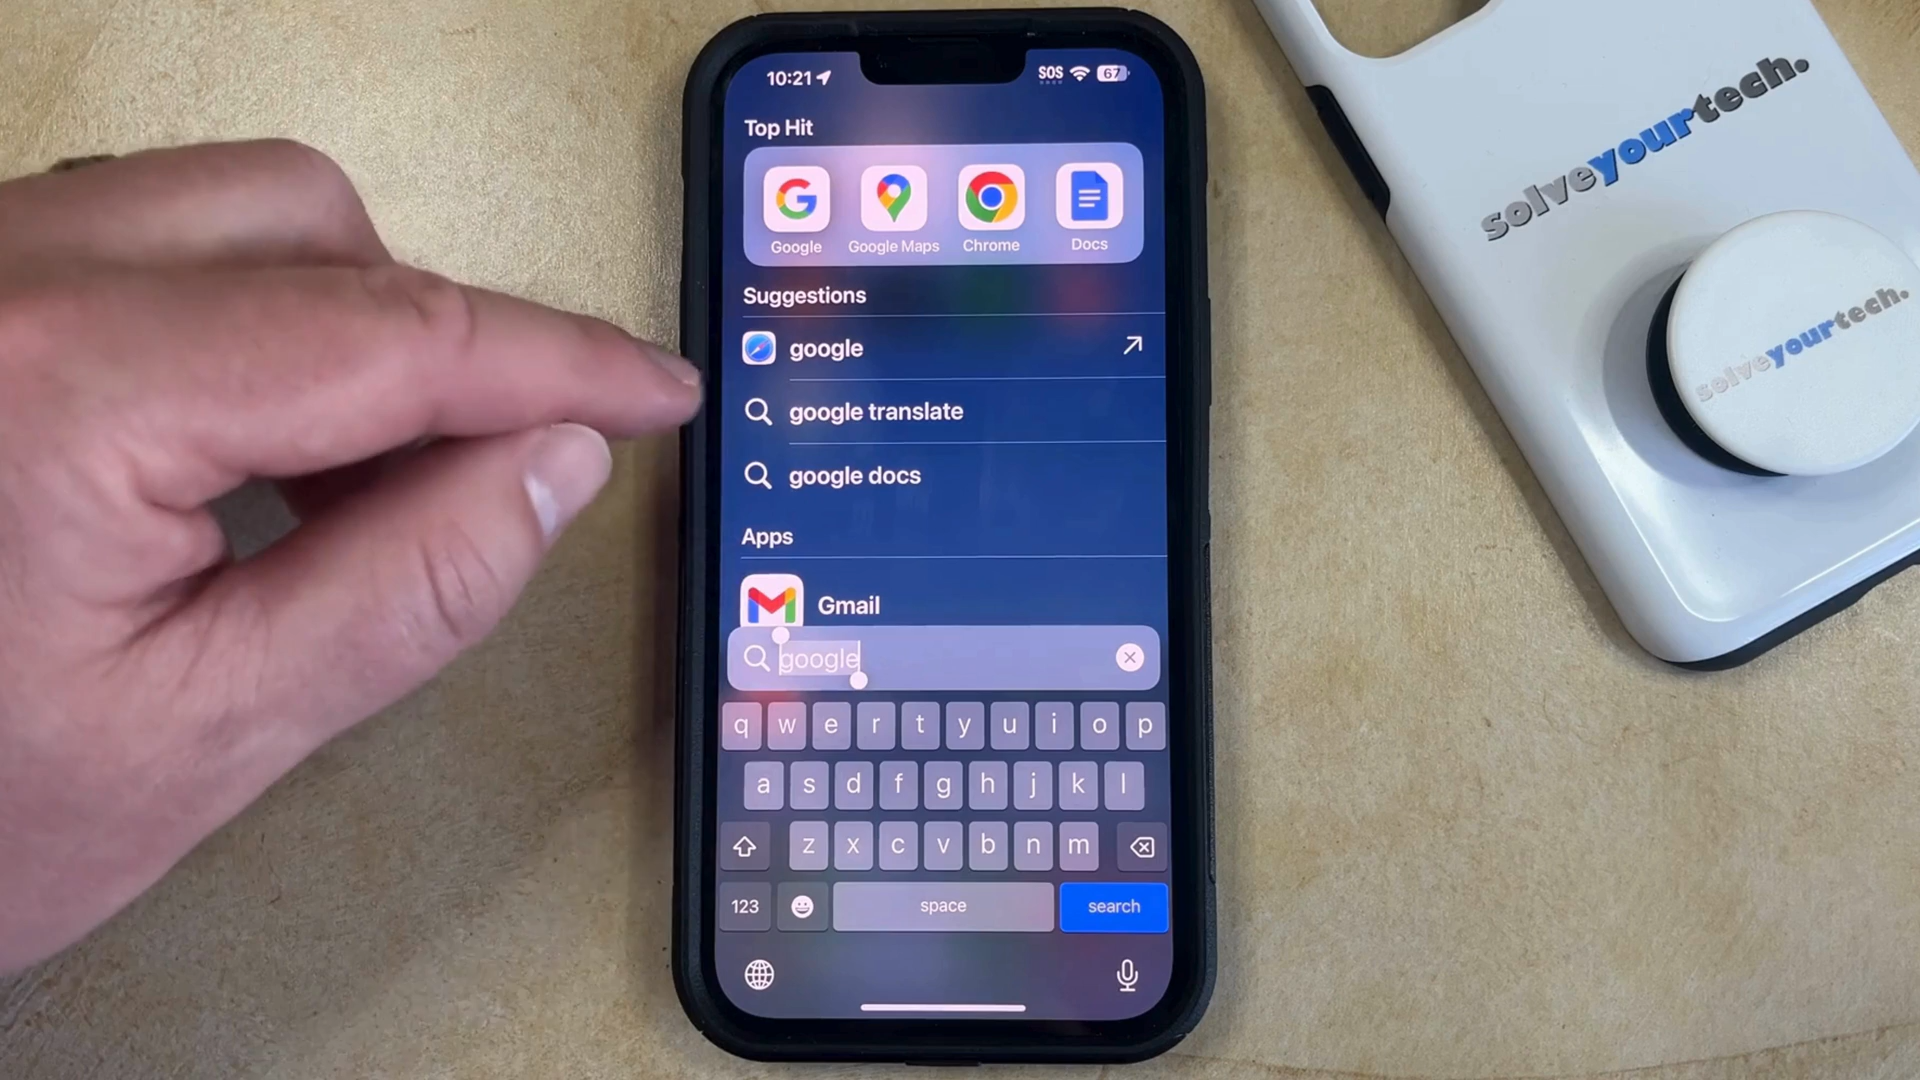 10:21
SOS
67
Top Hit
Google
Google Maps
Chrome
Docs
Suggestions
google
google translate
google docs
Apps
Gmail
google
q w e r t y u i o p
a s d f g h j k l
z x c v b n m
123
space
search
solveyourtech.
solveyourtech.